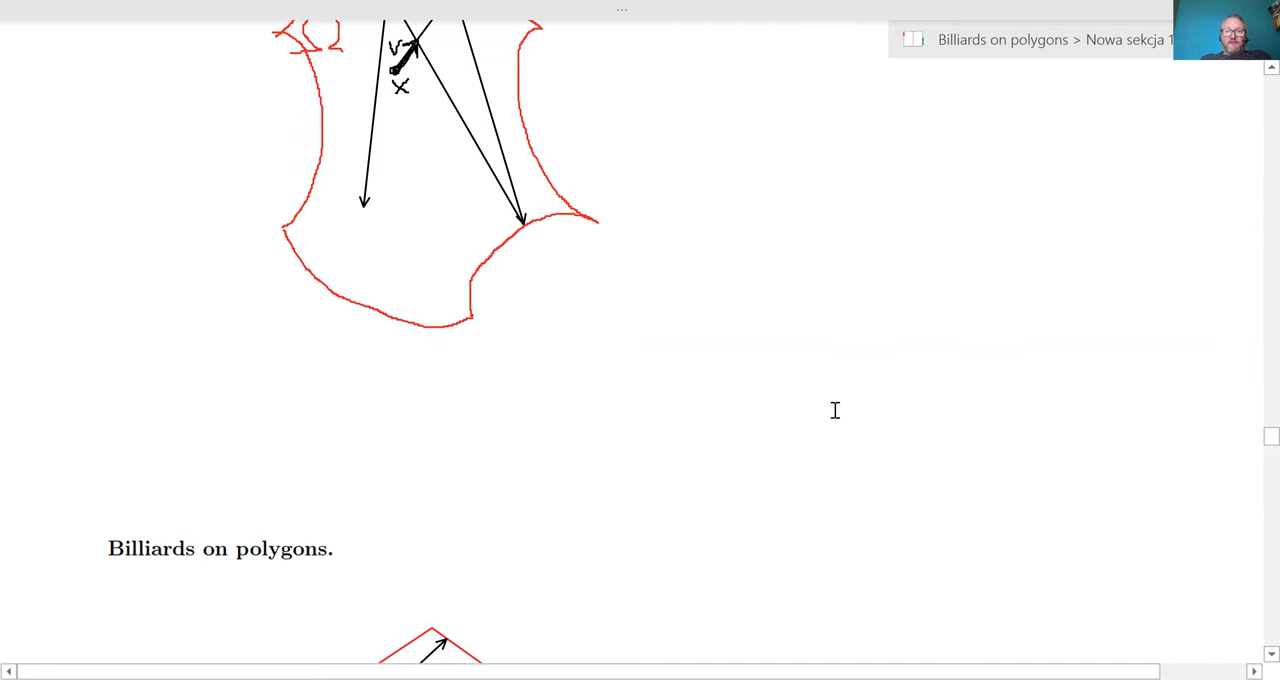 ...
Billiards on polygons > Nowa sekcja 1
Ω
v
x
Billiards on polygons.